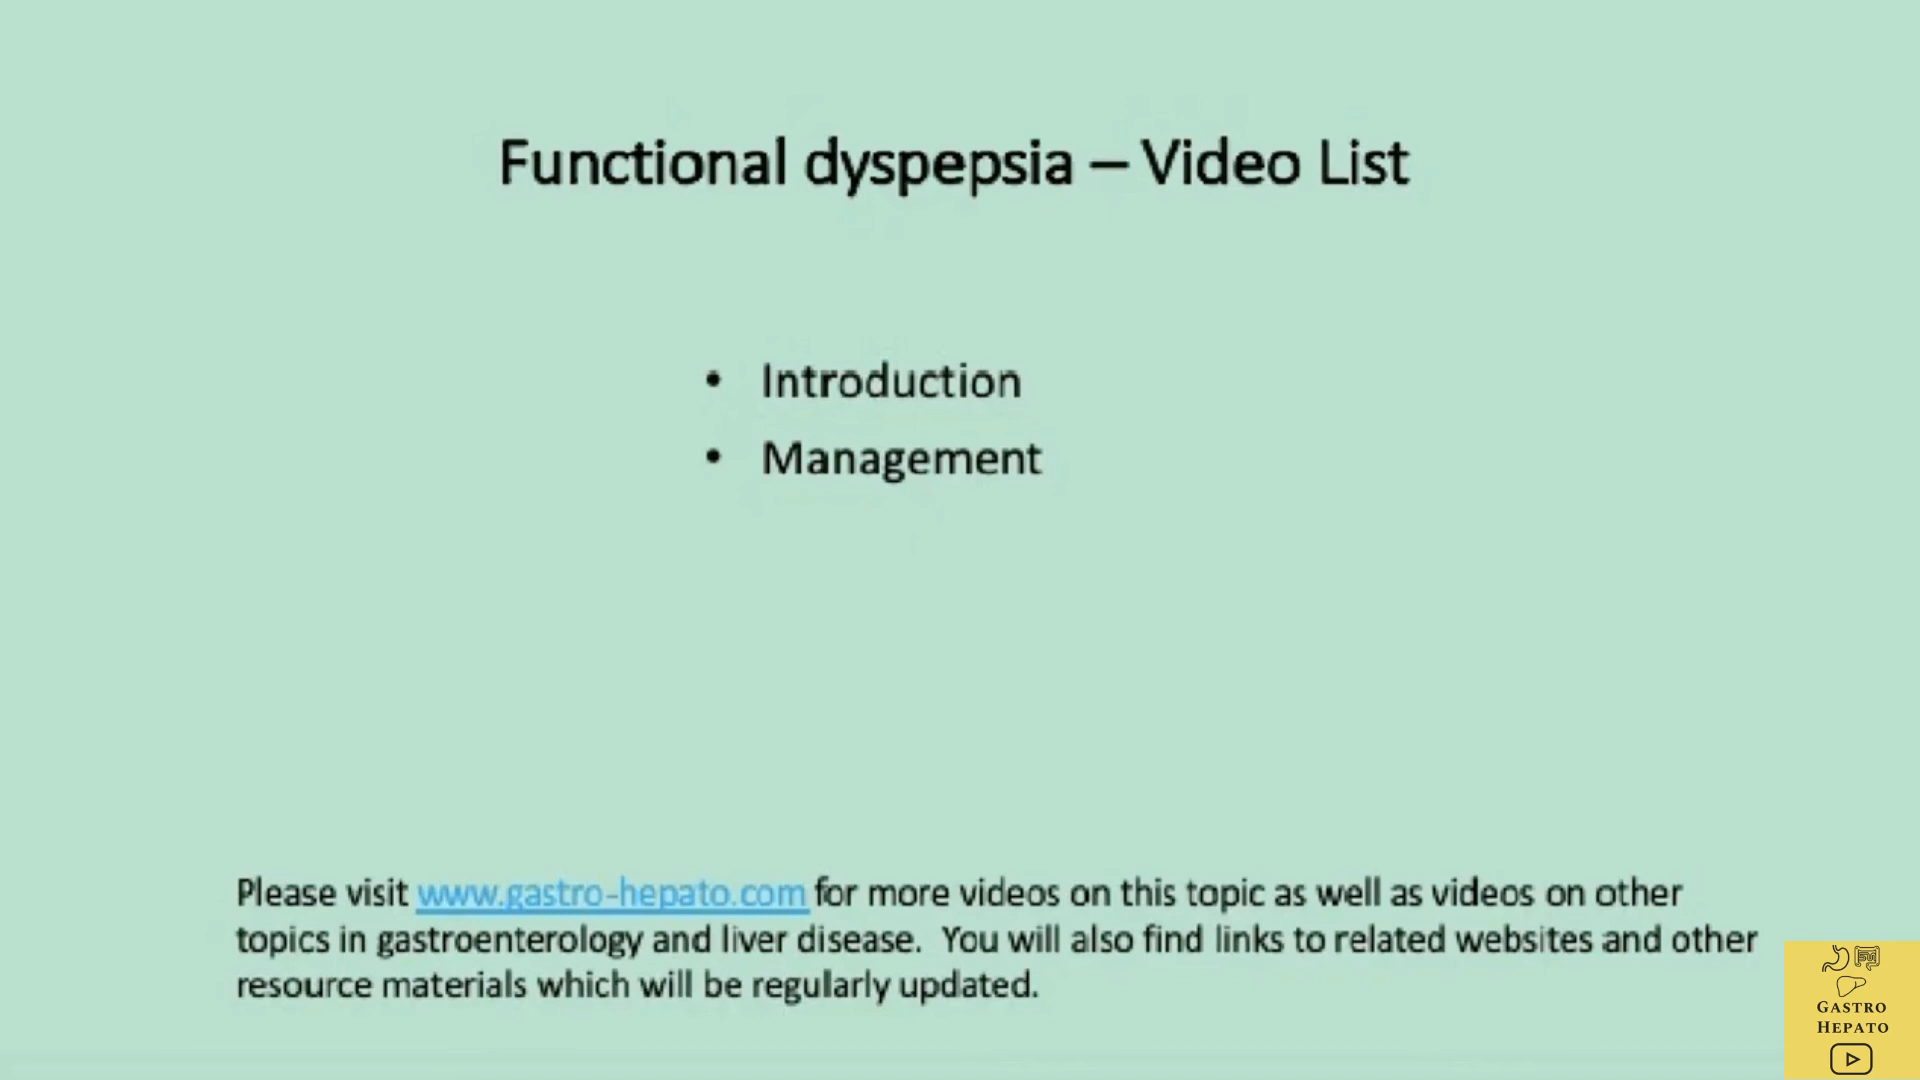 Functional dyspepsia – Video List
• Introduction
• Management
Please visit www.gastro-hepato.com for more videos on this topic as well as videos on other
topics in gastroenterology and liver disease.  You will also find links to related websites and other
resource materials which will be regularly updated.
GASTRO
HEPATO